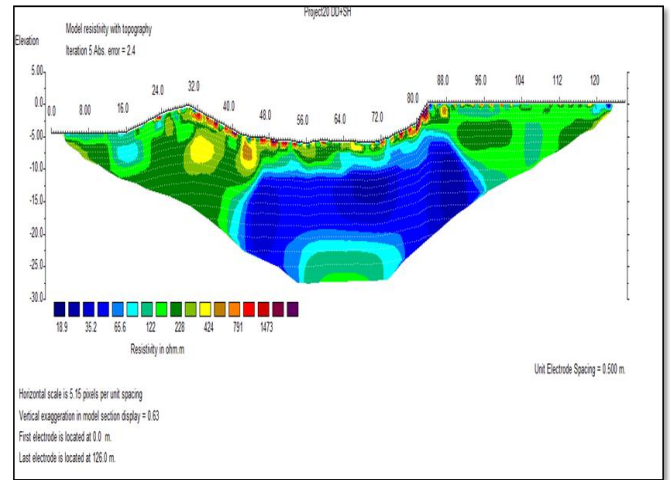 Project20 DD+SH
Model resistivity with topography
Elevation
Iteration 5 Abs. error = 2.4
5.00
0.0
-5.00
-10.0
-15.0
-20.0
-25.0
-30.0
0.0 8.00 16.0 24.0 32.0 40.0 48.0 56.0 64.0 72.0 80.0 88.0 96.0 104 112 120
18.9 35.2 65.6 122 228 424 791 1473
Resistivity in ohm.m
Unit Electrode Spacing = 0.500 m.
Horizontal scale is 5.15 pixels per unit spacing
Vertical exaggeration in model section display = 0.63
First electrode is located at 0.0 m.
Last electrode is located at 126.0 m.